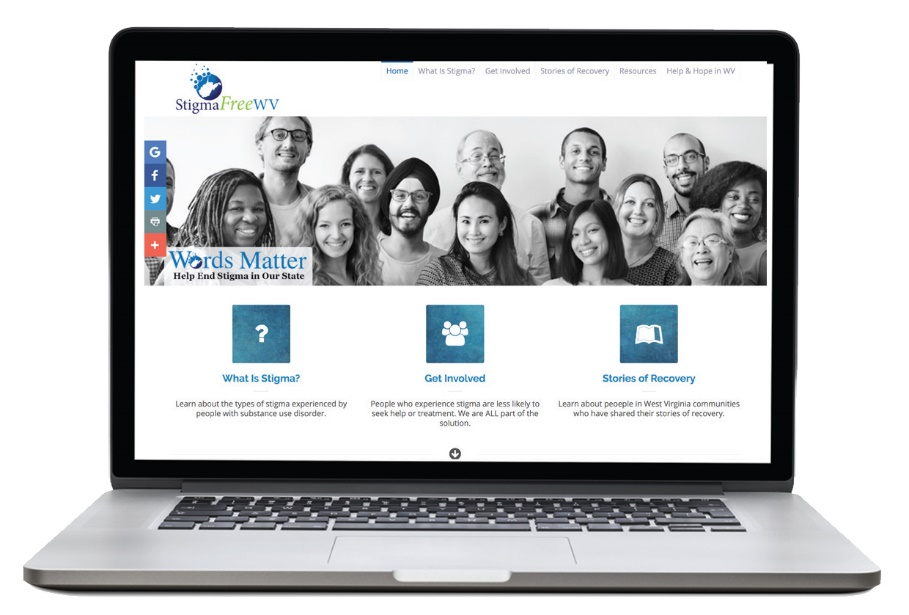 StigmaFreeWV
Home What Is Stigma? Get Involved Stories of Recovery Resources Help & Hope in WV
G
f
+
Words Matter
Help End Stigma in Our State
?
What Is Stigma?
Learn about the types of stigma experienced by
people with substance use disorder.
Get Involved
People who experience stigma are less likely to
seek help or treatment. We are ALL part of the
solution.
Stories of Recovery
Learn about peoeple in West Virginia communities
who have shared their stories of recovery.